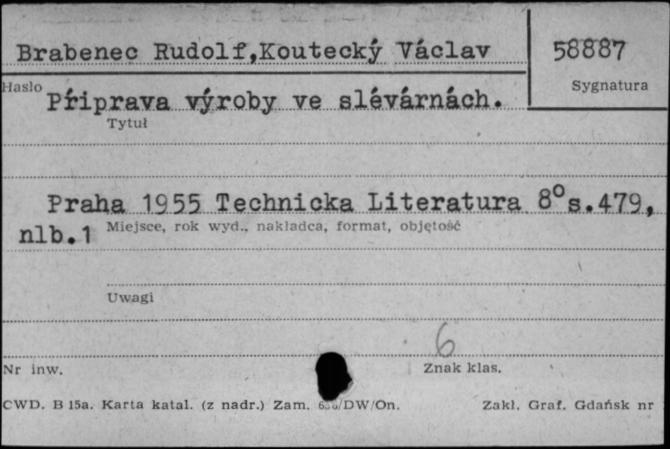 Brabenec Rudolf,Koutecký Václav
58887
Hasło
Sygnatura
Pŕiprava výroby ve slévárnách.
Tytuł
Praha 1955 Technicka Literatura 8° s.479,
nlb.1
Miejsce, rok wyd., nakładca, format, objętość
Uwagi
6
Nr inw.
Znak klas.
CWD. B 15a. Karta katal. (z nadr.) Zam. /DW/On.
Zakł. Graf. Gdańsk nr